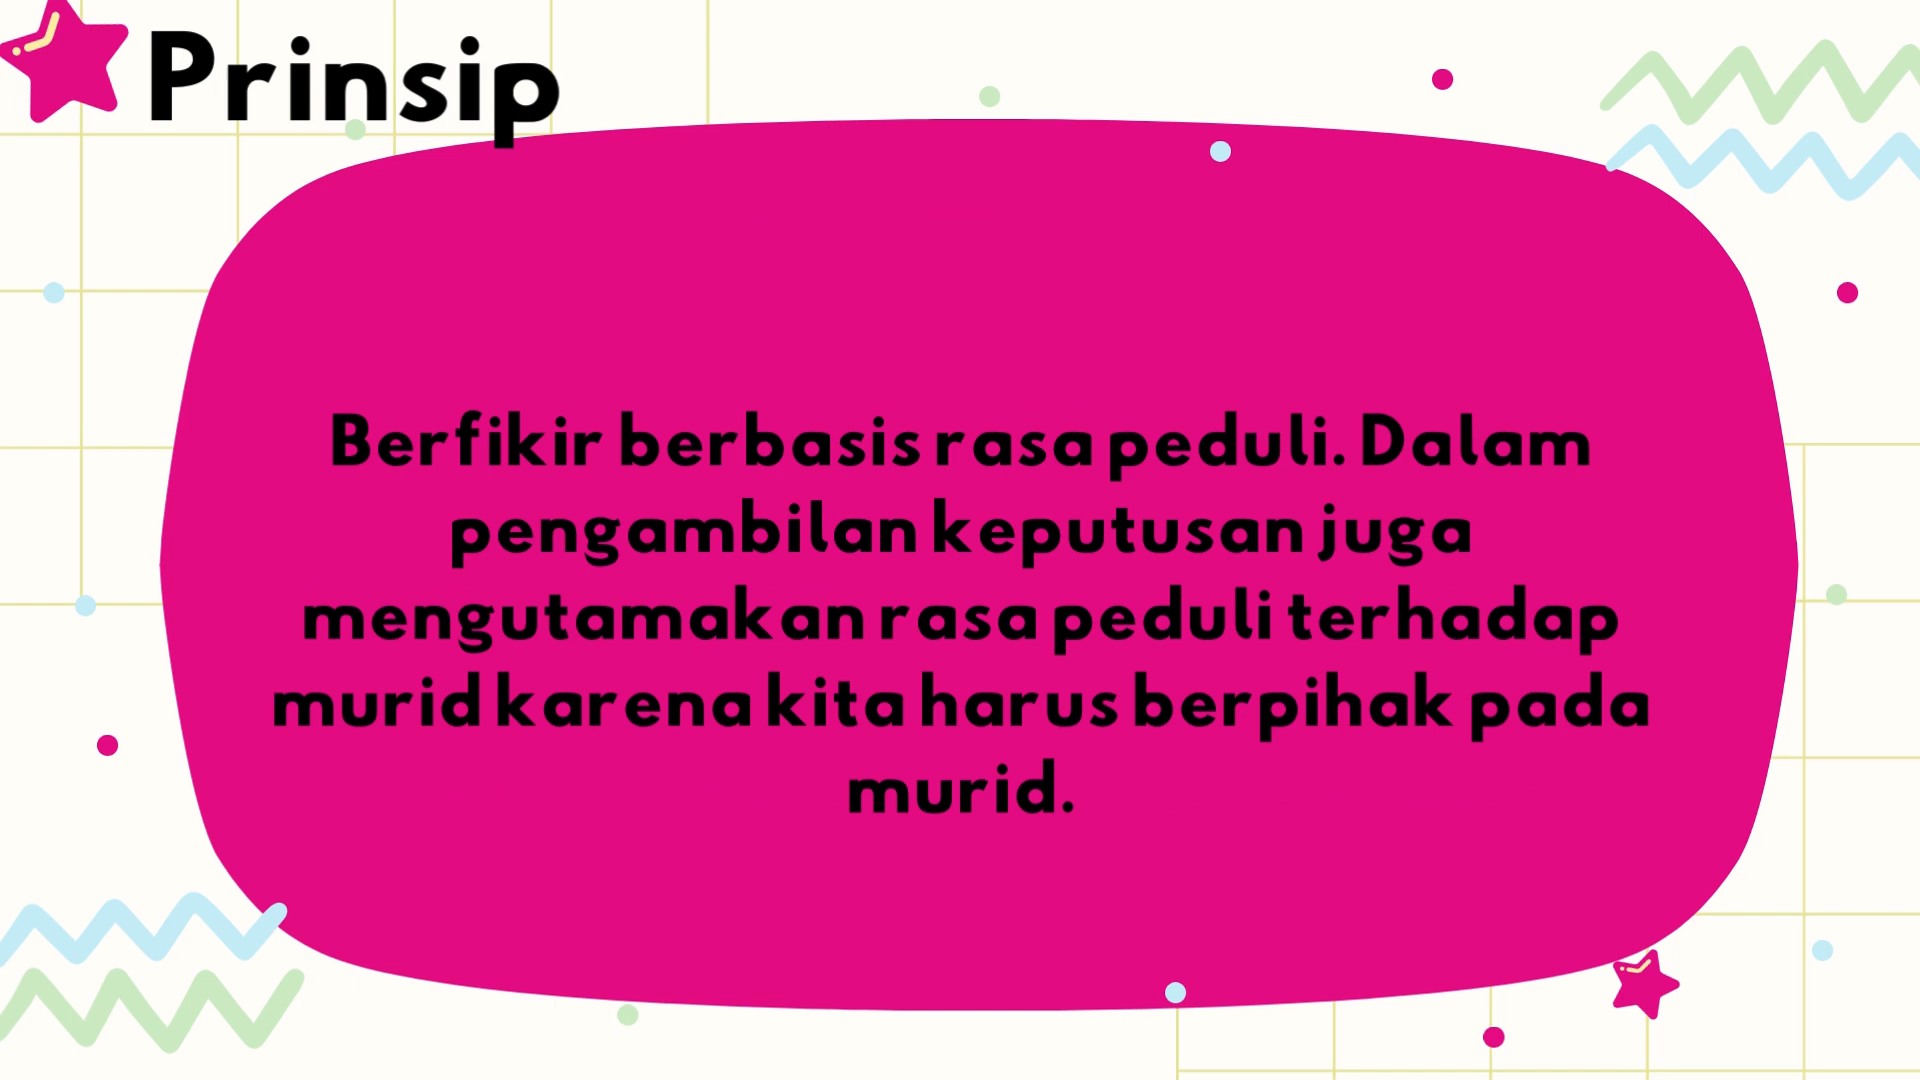 Prinsip
Berfikir berbasis rasa peduli. Dalam
pengambilan keputusan juga
mengutamakan rasa peduli terhadap
murid karena kita harus berpihak pada
murid.